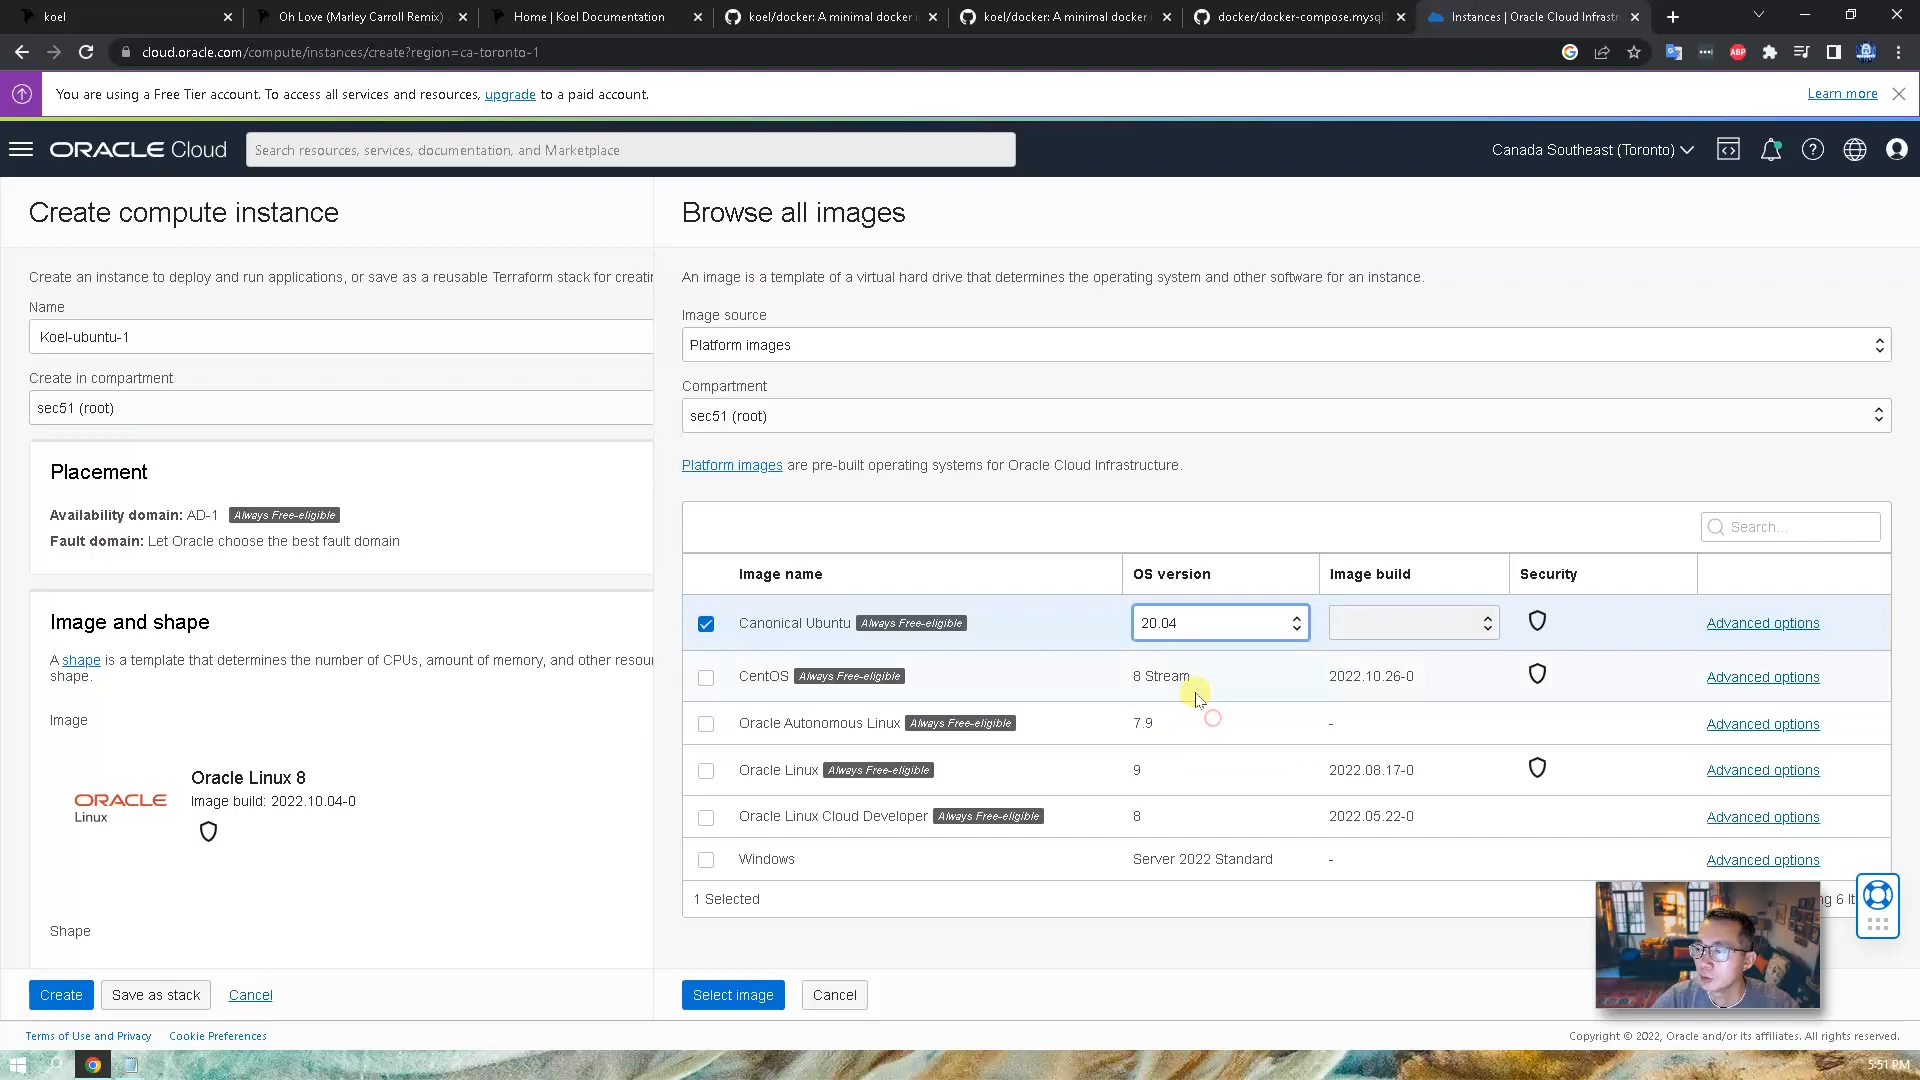 koel
Oh Love (Marley Carroll Remix)
Home | Koel Documentation
koel/docker: A minimal docker i
koel/docker: A minimal docker i
docker/docker-compose.mysql.
Instances | Oracle Cloud Infrastr
cloud.oracle.com/compute/instances/create?region=ca-toronto-1
ABP
You are using a Free Tier account. To access all services and resources, upgrade to a paid account.
Learn more
ORACLE Cloud
Search resources, services, documentation, and Marketplace
Canada Southeast (Toronto)
Create compute instance
Create an instance to deploy and run applications, or save as a reusable Terraform stack for creati
Name
Koel-ubuntu-1
Create in compartment
sec51 (root)
Placement
Availability domain: AD-1 Always Free-eligible
Fault domain: Let Oracle choose the best fault domain
Image and shape
A shape is a template that determines the number of CPUs, amount of memory, and other resou
shape.
Image
ORACLE
Linux
Oracle Linux 8
Image build: 2022.10.04-0
Shape
Create
Save as stack
Cancel
Browse all images
An image is a template of a virtual hard drive that determines the operating system and other software for an instance.
Image source
Platform images
Compartment
sec51 (root)
Platform images are pre-built operating systems for Oracle Cloud Infrastructure.
Search...
Image name OS version Image build Security
Canonical Ubuntu Always Free-eligible 20.04 Advanced options
CentOS Always Free-eligible 8 Stream 2022.10.26-0 Advanced options
Oracle Autonomous Linux Always Free-eligible 7.9 - Advanced options
Oracle Linux Always Free-eligible 9 2022.08.17-0 Advanced options
Oracle Linux Cloud Developer Always Free-eligible 8 2022.05.22-0 Advanced options
Windows Server 2022 Standard - Advanced options
1 Selected
ng 6 It
Select image
Cancel
Terms of Use and Privacy
Cookie Preferences
Copyright © 2022, Oracle and/or its affiliates. All rights reserved.
5:51 PM